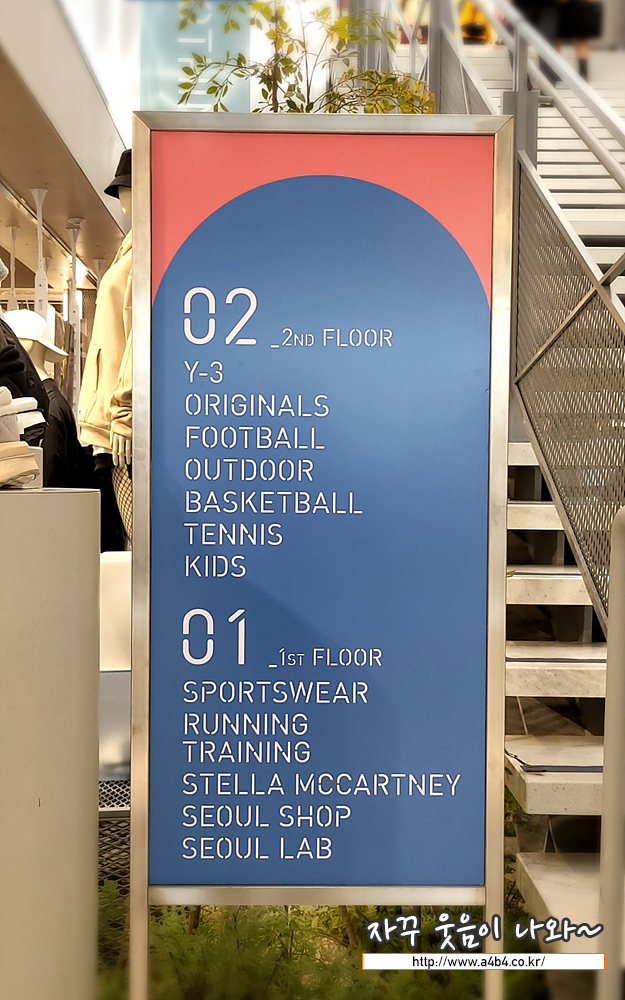 02 _2ND FLOOR
Y-3
ORIGINALS
FOOTBALL
OUTDOOR
BASKETBALL
TENNIS
KIDS
01 _1ST FLOOR
SPORTSWEAR
RUNNING
TRAINING
STELLA MCCARTNEY
SEOUL SHOP
SEOUL LAB
자꾸 웃음이 나와~
http://www.a4b4.co.kr/